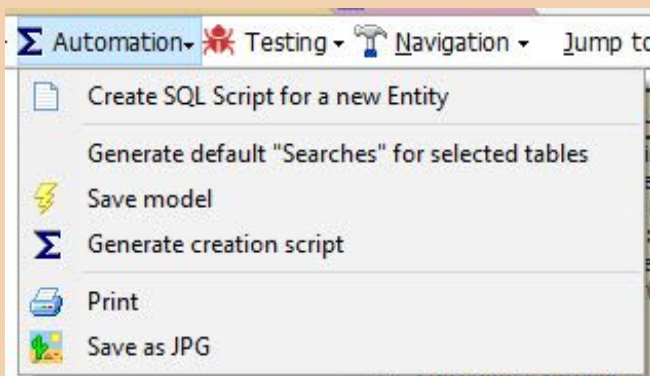 Σ Automation Testing Navigation Jump to
Create SQL Script for a new Entity
Generate default "Searches" for selected tables
Save model
Σ Generate creation script
Print
Save as JPG